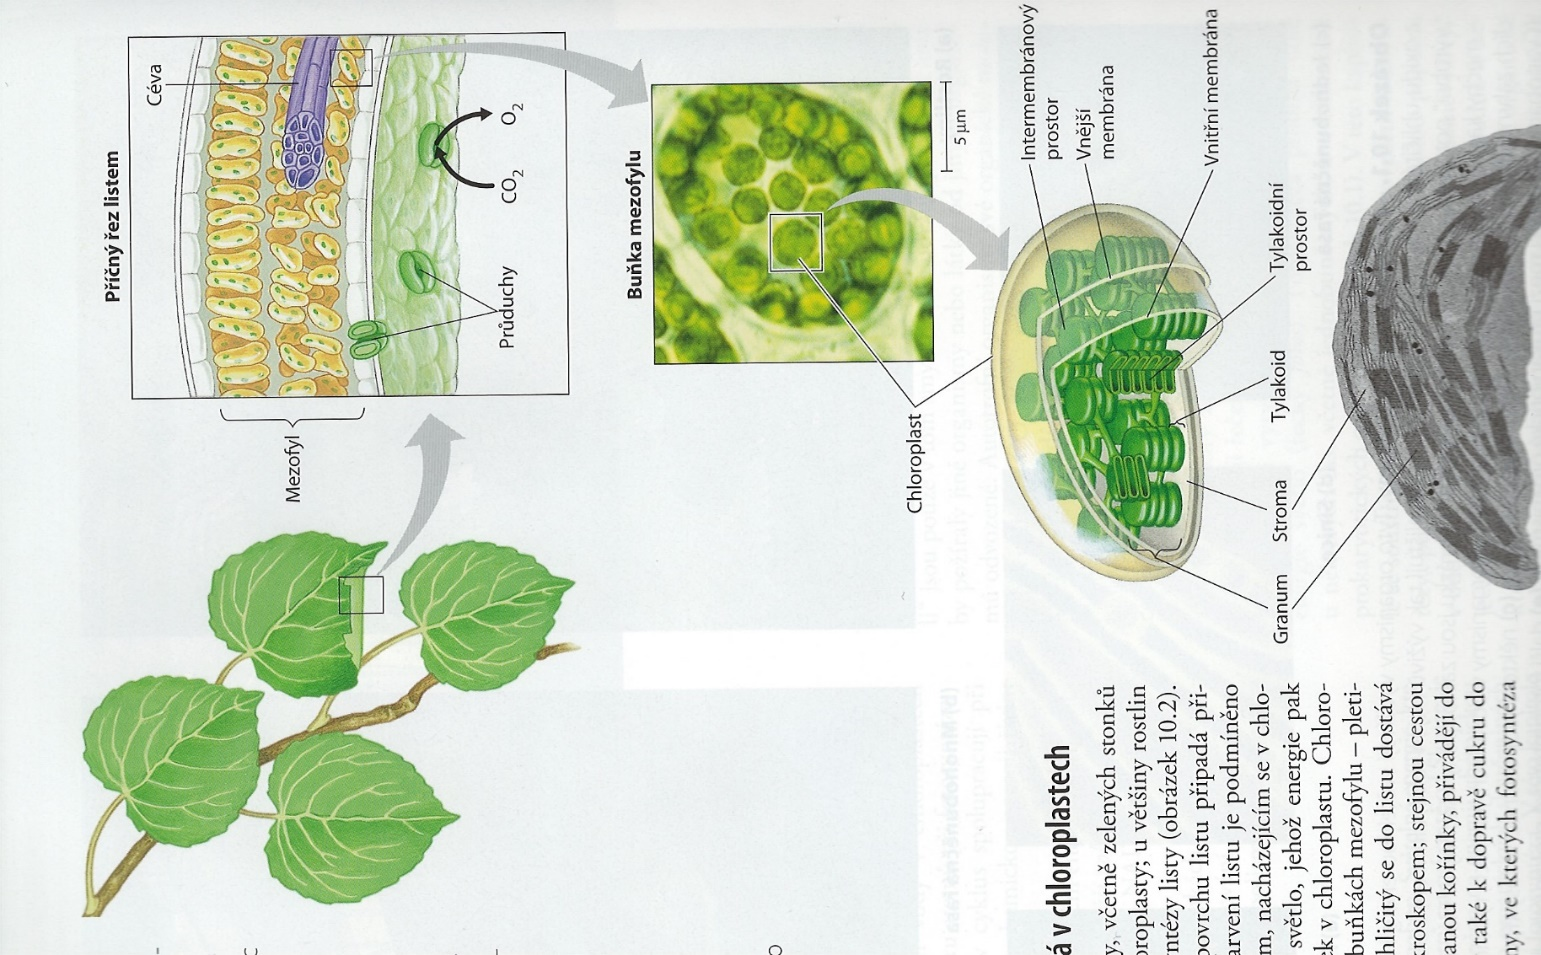 Příčný řez listem
Céva
Mezofyl
Průduchy
CO2
O2
Buňka mezofylu
5 µm
Chloroplast
Intermembránový
prostor
Vnější
membrána
Vnitřní membrána
Tylakoidní
prostor
Tylakoid
Stroma
Granum
á v chloroplastech
y, včetně zelených stonků
oroplasty; u většiny rostlin
ntézy listy (obrázek 10.2).
povrchu listu připadá při-
arvení listu je podmíněno
m, nacházejícím se v chlo-
světlo, jehož energie pak
ek v chloroplastu. Chloro-
buňkách mezofylu – pleti-
hličitý se do listu dostává
kroskopem; stejnou cestou
anou kořínky, přivádějí do
také k dopravě cukru do
ny, ve kterých fotosyntéza